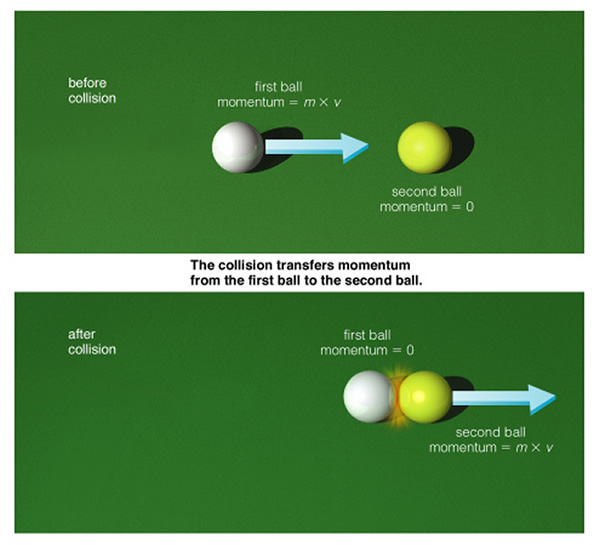 before
collision
first ball
momentum = m × v
second ball
momentum = 0
The collision transfers momentum
from the first ball to the second ball.
after
collision
first ball
momentum = 0
second ball
momentum = m × v